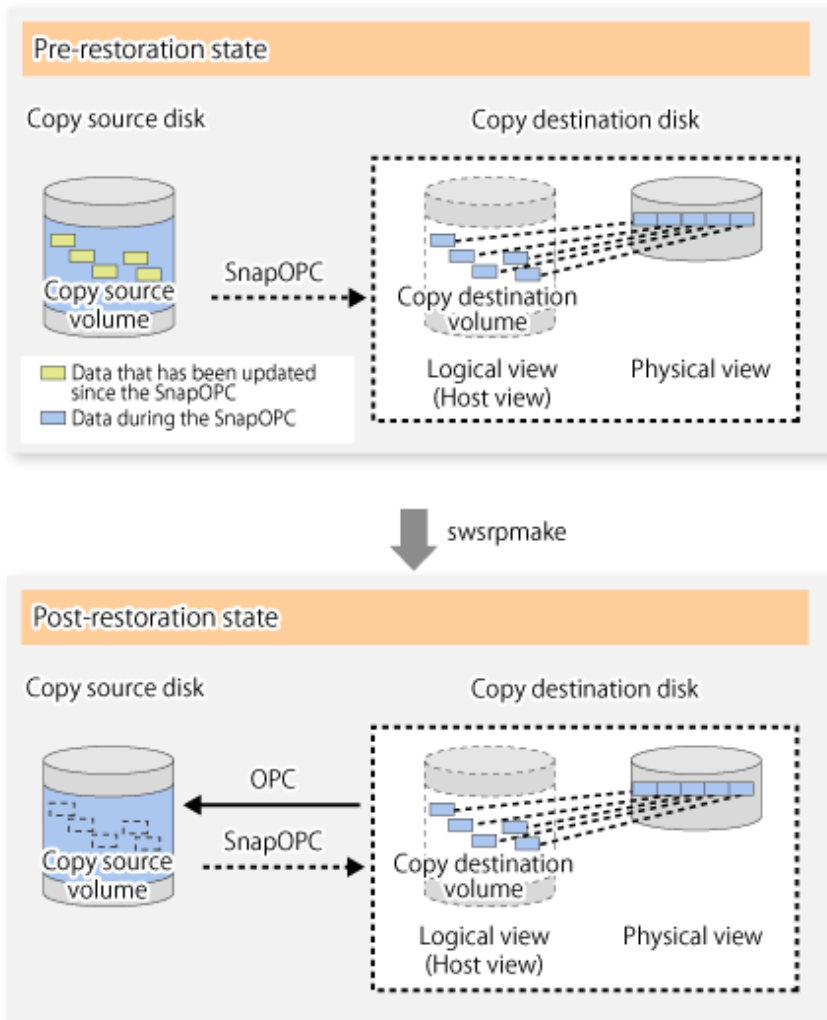 Pre-restoration state
Copy source disk
Copy destination disk
SnapOPC
Copy source
volume
Copy destination
volume
Logical view
(Host view)
Physical view
Data that has been updated
since the SnapOPC
Data during the SnapOPC
swsrpmake
Post-restoration state
Copy source disk
Copy destination disk
OPC
SnapOPC
Copy source
volume
Copy destination
volume
Logical view
(Host view)
Physical view